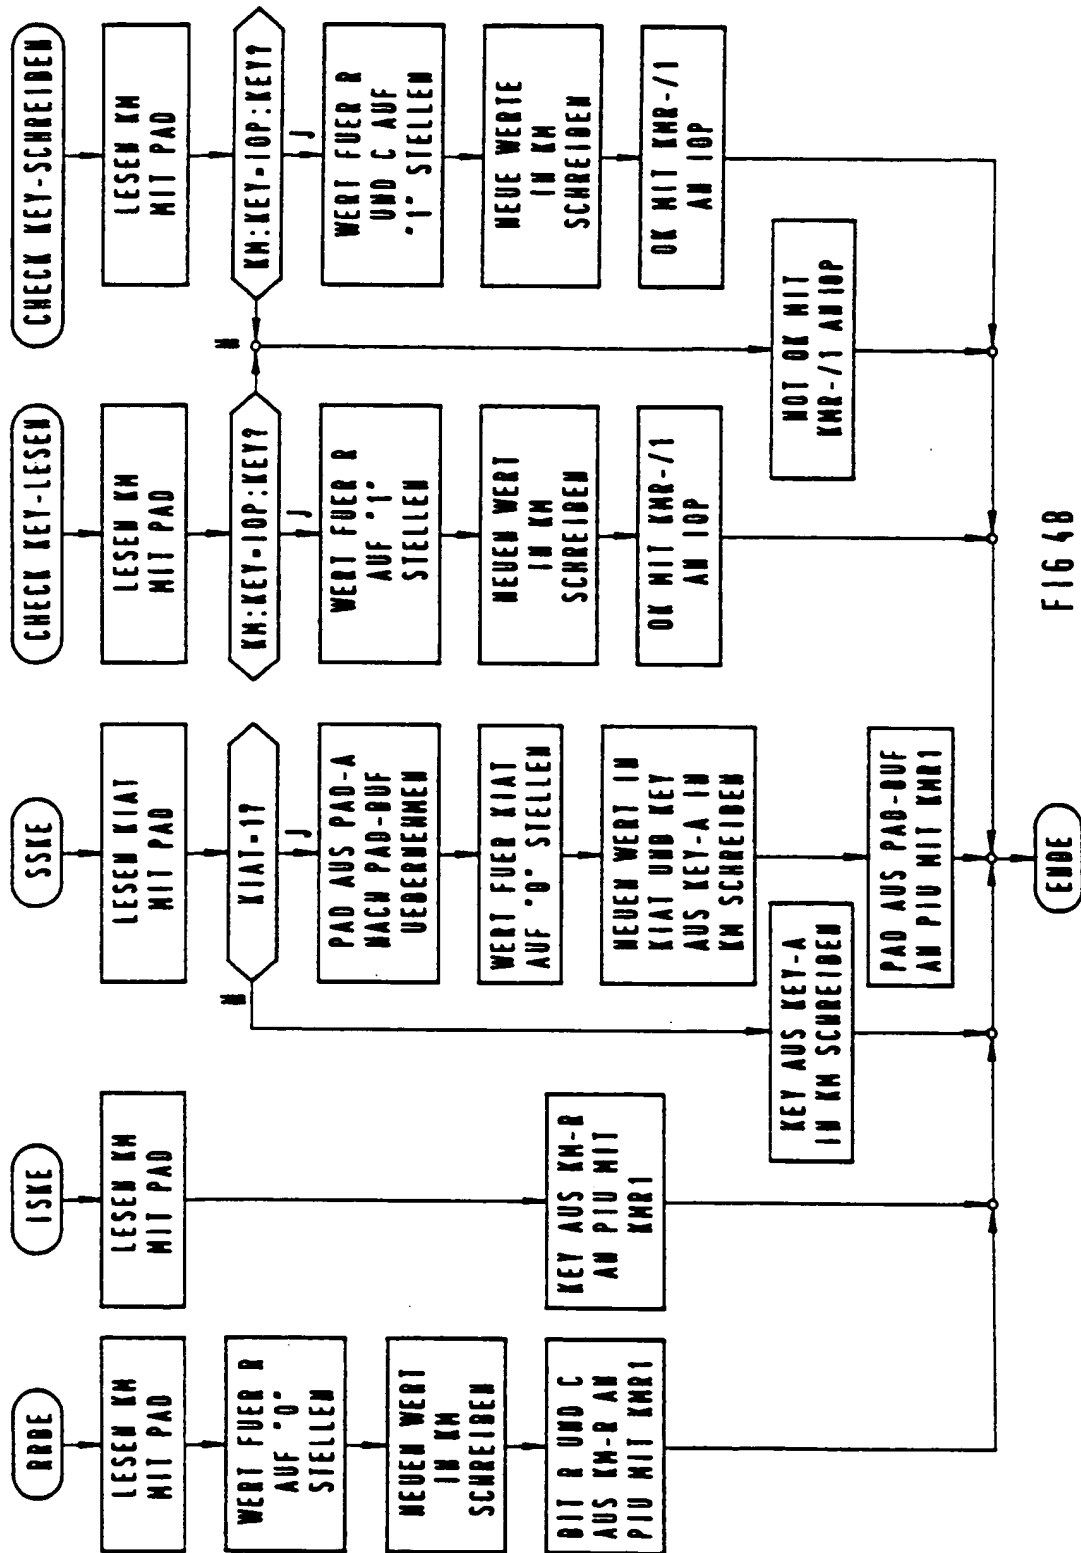 RRBE
LESEN KM
MIT PAD
WERT FUER R
AUF "0"
STELLEN
NEUEN WERT
IN KM
SCHREIBEN
BIT R UND C
AUS KM-R AN
PIU MIT KMR1
ISKE
LESEN KM
MIT PAD
KEY AUS KM-R
AN PIU MIT
KMR1
SSKE
LESEN KIAT
MIT PAD
KIAT=1?
N
J
PAD AUS PAD-A
NACH PAD-BUF
UEBERNEHMEN
WERT FUER KIAT
AUF "0" STELLEN
NEUEN WERT IN
KIAT UND KEY
AUS KEY-A IN
KM SCHREIBEN
KEY AUS KEY-A
IN KM SCHREIBEN
PAD AUS PAD-BUF
AN PIU MIT KMR1
CHECK KEY-LESEN
LESEN KM
MIT PAD
KM:KEY=IOP:KEY?
N
J
WERT FUER R
AUF "1"
STELLEN
NEUEN WERT
IN KM
SCHREIBEN
OK MIT KMR-/1
AN IOP
CHECK KEY-SCHREIBEN
LESEN KM
MIT PAD
KM:KEY=IOP:KEY?
J
WERT FUER R
UND C AUF
"1" STELLEN
NEUE WERTE
IN KM
SCHREIBEN
OK MIT KMR-/1
AN IOP
NOT OK MIT
KMR-/1 AN IOP
ENDE
FIG 48